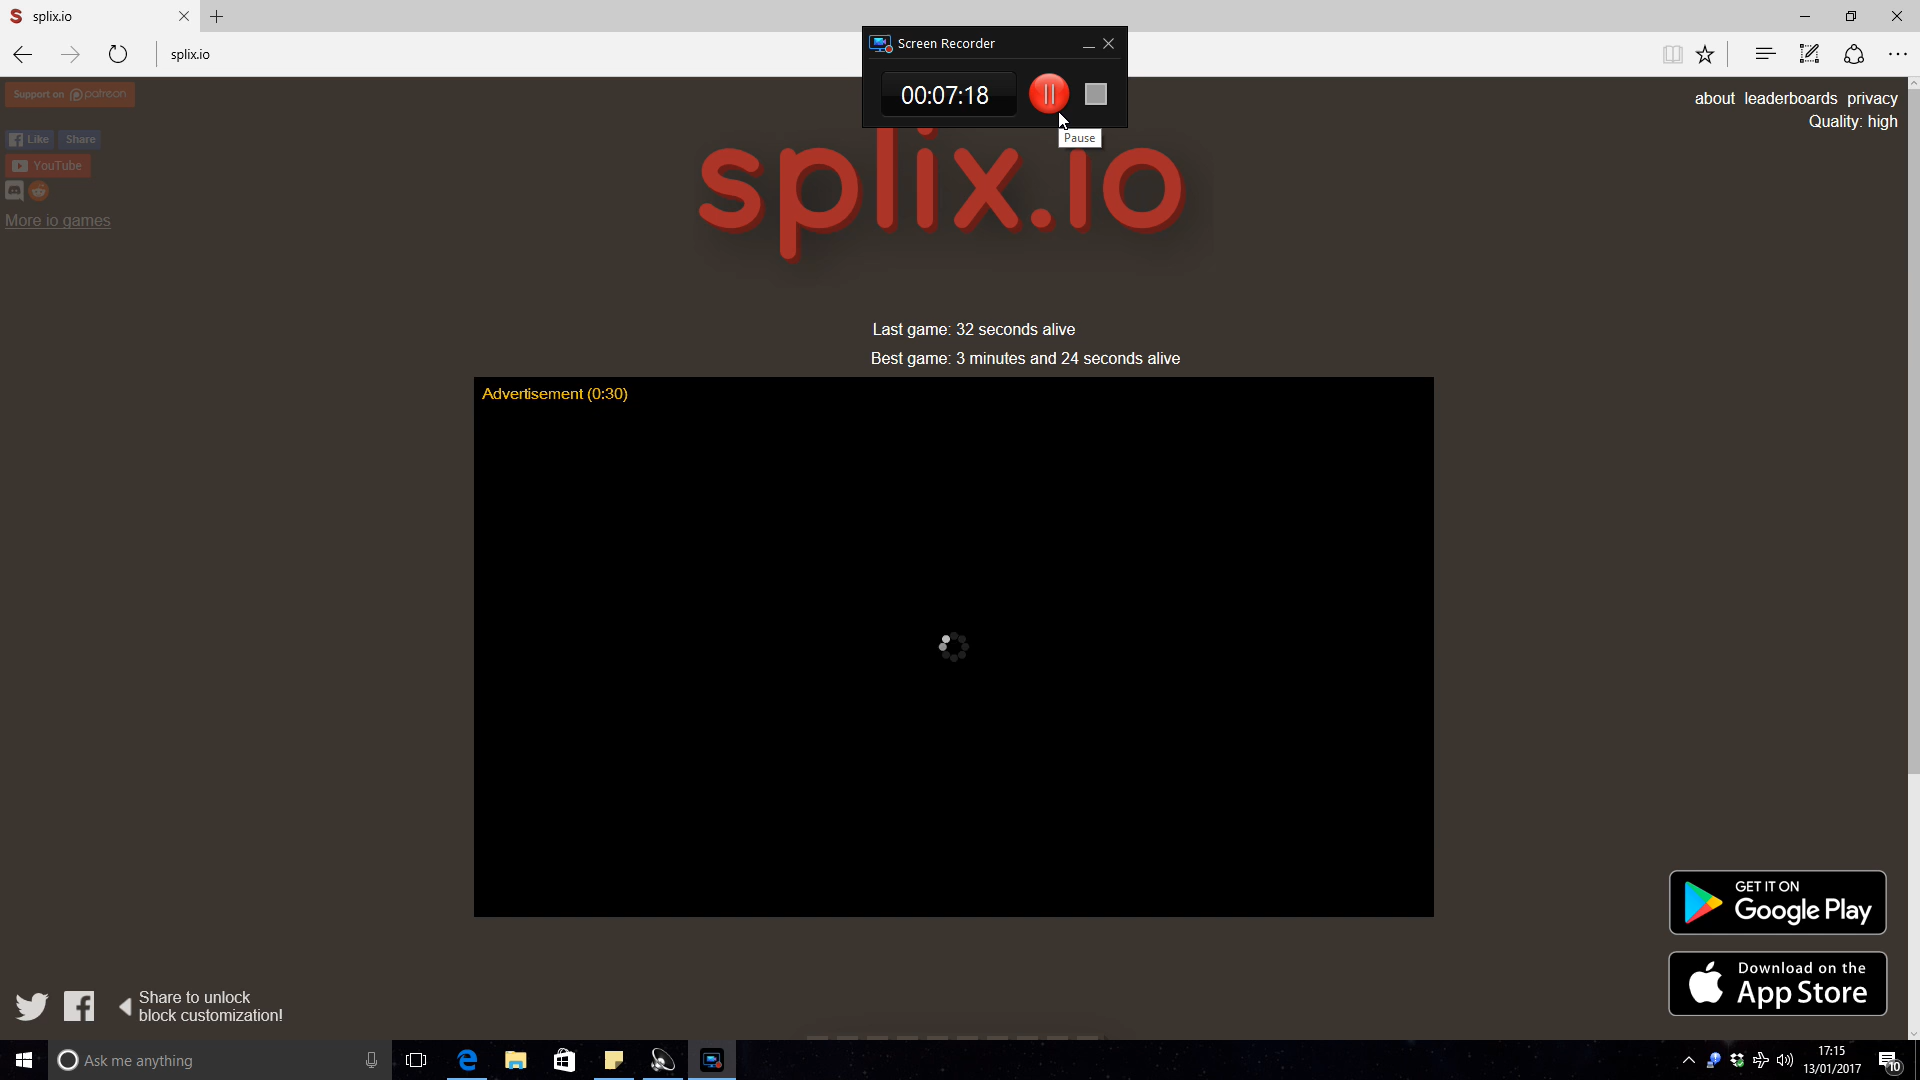 splix.io
splix.io
Screen Recorder
00:07:18
Pause
Support on patreon
Like Share
YouTube
More io games
about leaderboards privacy
Quality: high
splix.io
Last game: 32 seconds alive
Best game: 3 minutes and 24 seconds alive
Advertisement (0:30)
GET IT ON
Google Play
Download on the
App Store
Share to unlock
block customization!
Ask me anything
17:15
13/01/2017
10